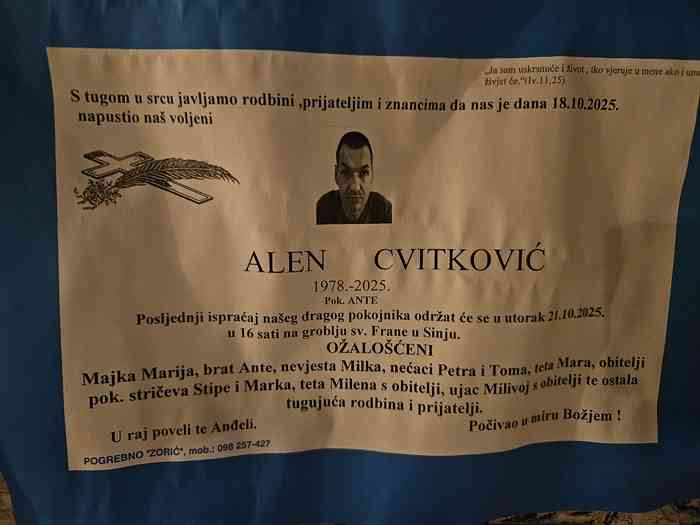 „Ja sam uskrsnuće i život , tko vjeruje u mene ako i
živjet će.“(Iv.11,25)
S tugom u srcu javljamo rodbini ,prijateljim i znancima da nas je dana 18.10.2025.
napustio naš voljeni
ALEN CVITKOVIĆ
1978.-2025.
Pok. ANTE
Posljednji ispraćaj našeg dragog pokojnika održat će se u utorak 21.10.2025.
u 16 sati na groblju sv. Frane u Sinju.
OŽALOŠĆENI
Majka Marija, brat Ante, nevjesta Milka, nećaci Petra i Toma, teta Mara, obitelji
pok. stričeva Stipe i Marka, teta Milena s obitelji, ujac Milivoj s obitelji te ostala
tugujuća rodbina i prijatelji.
U raj poveli te Anđeli.
Počivao u miru Božjem !
POGREBNO "ZORIĆ", mob.: 098 257-427